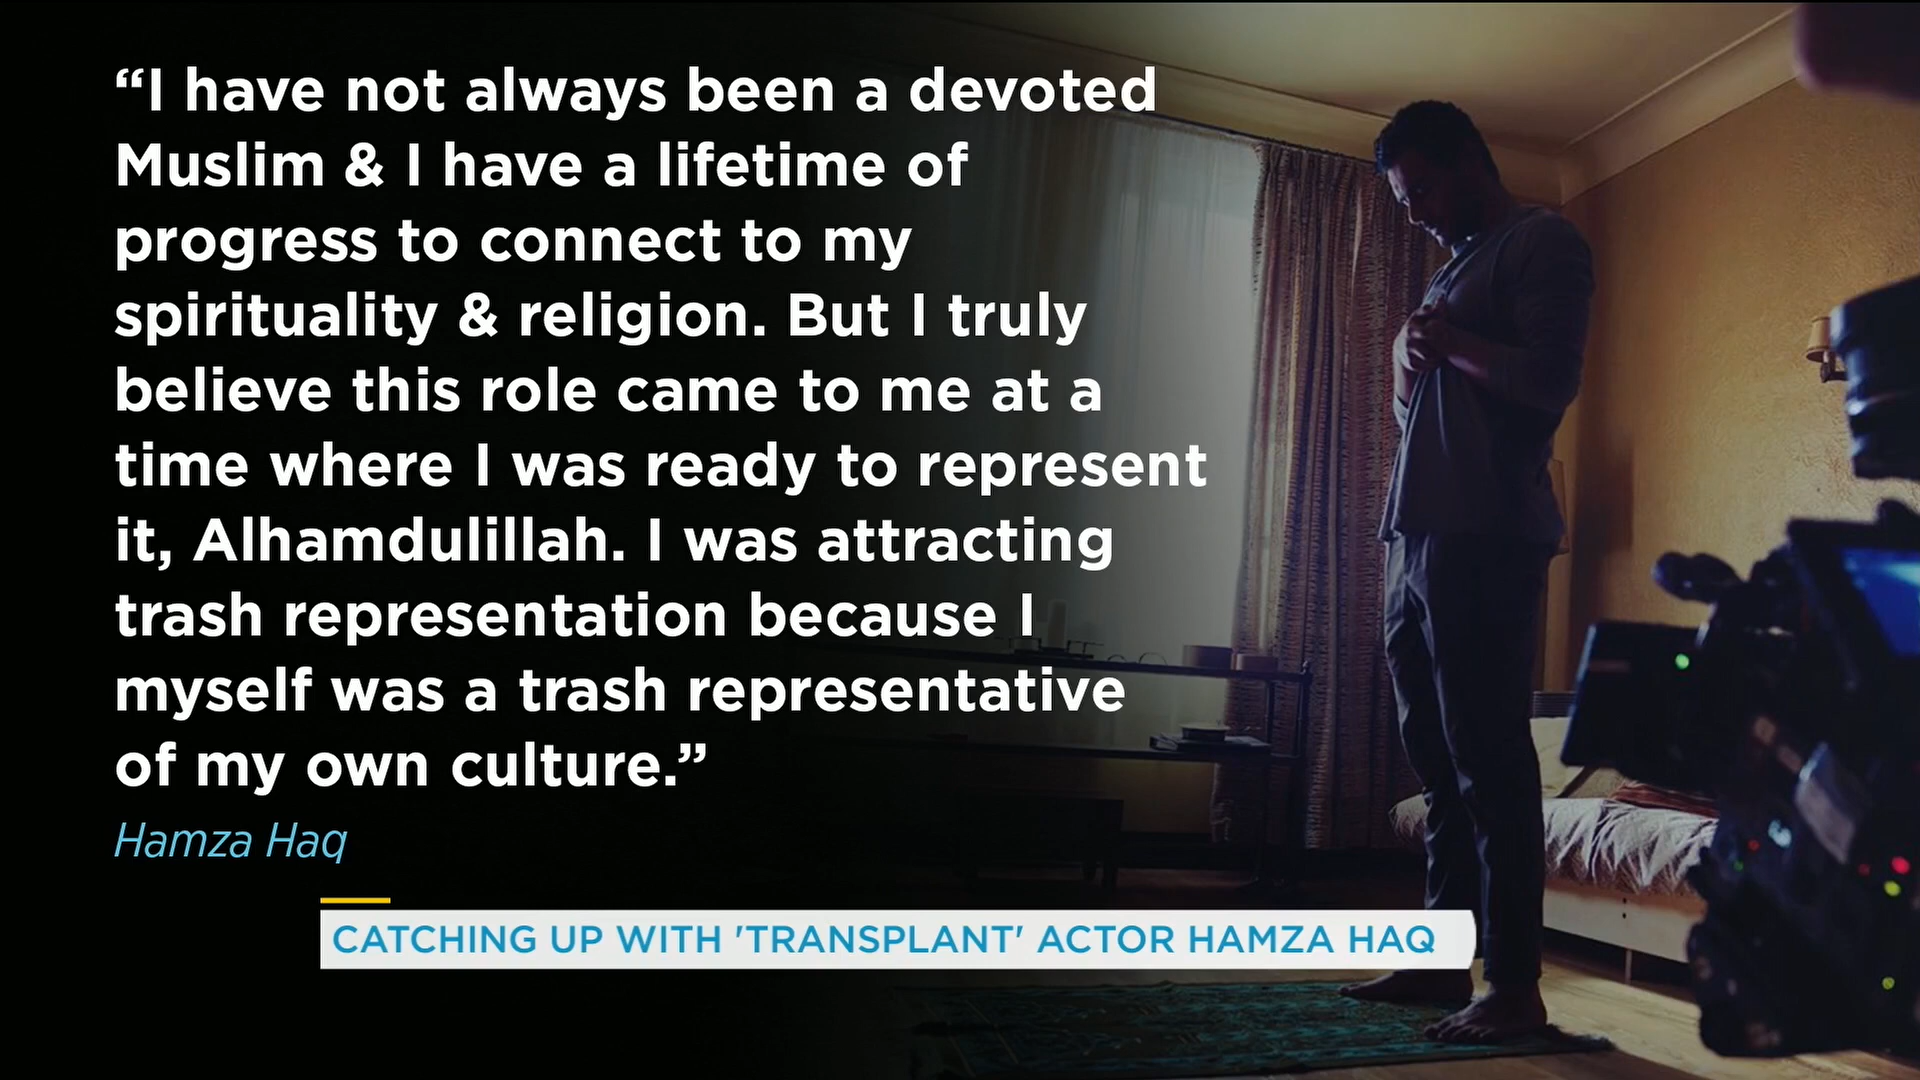 “I have not always been a devoted
Muslim & I have a lifetime of
progress to connect to my
spirituality & religion. But I truly
believe this role came to me at a
time where I was ready to represent
it, Alhamdulillah. I was attracting
trash representation because I
myself was a trash representative
of my own culture.”
Hamza Haq
CATCHING UP WITH 'TRANSPLANT' ACTOR HAMZA HAQ